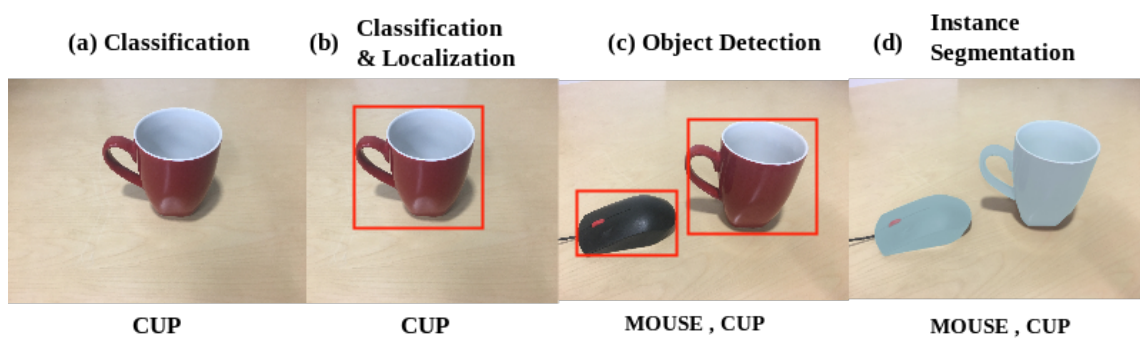 (a) Classification
(b) Classification
& Localization
(c) Object Detection
(d) Instance
Segmentation
CUP
CUP
MOUSE , CUP
MOUSE , CUP